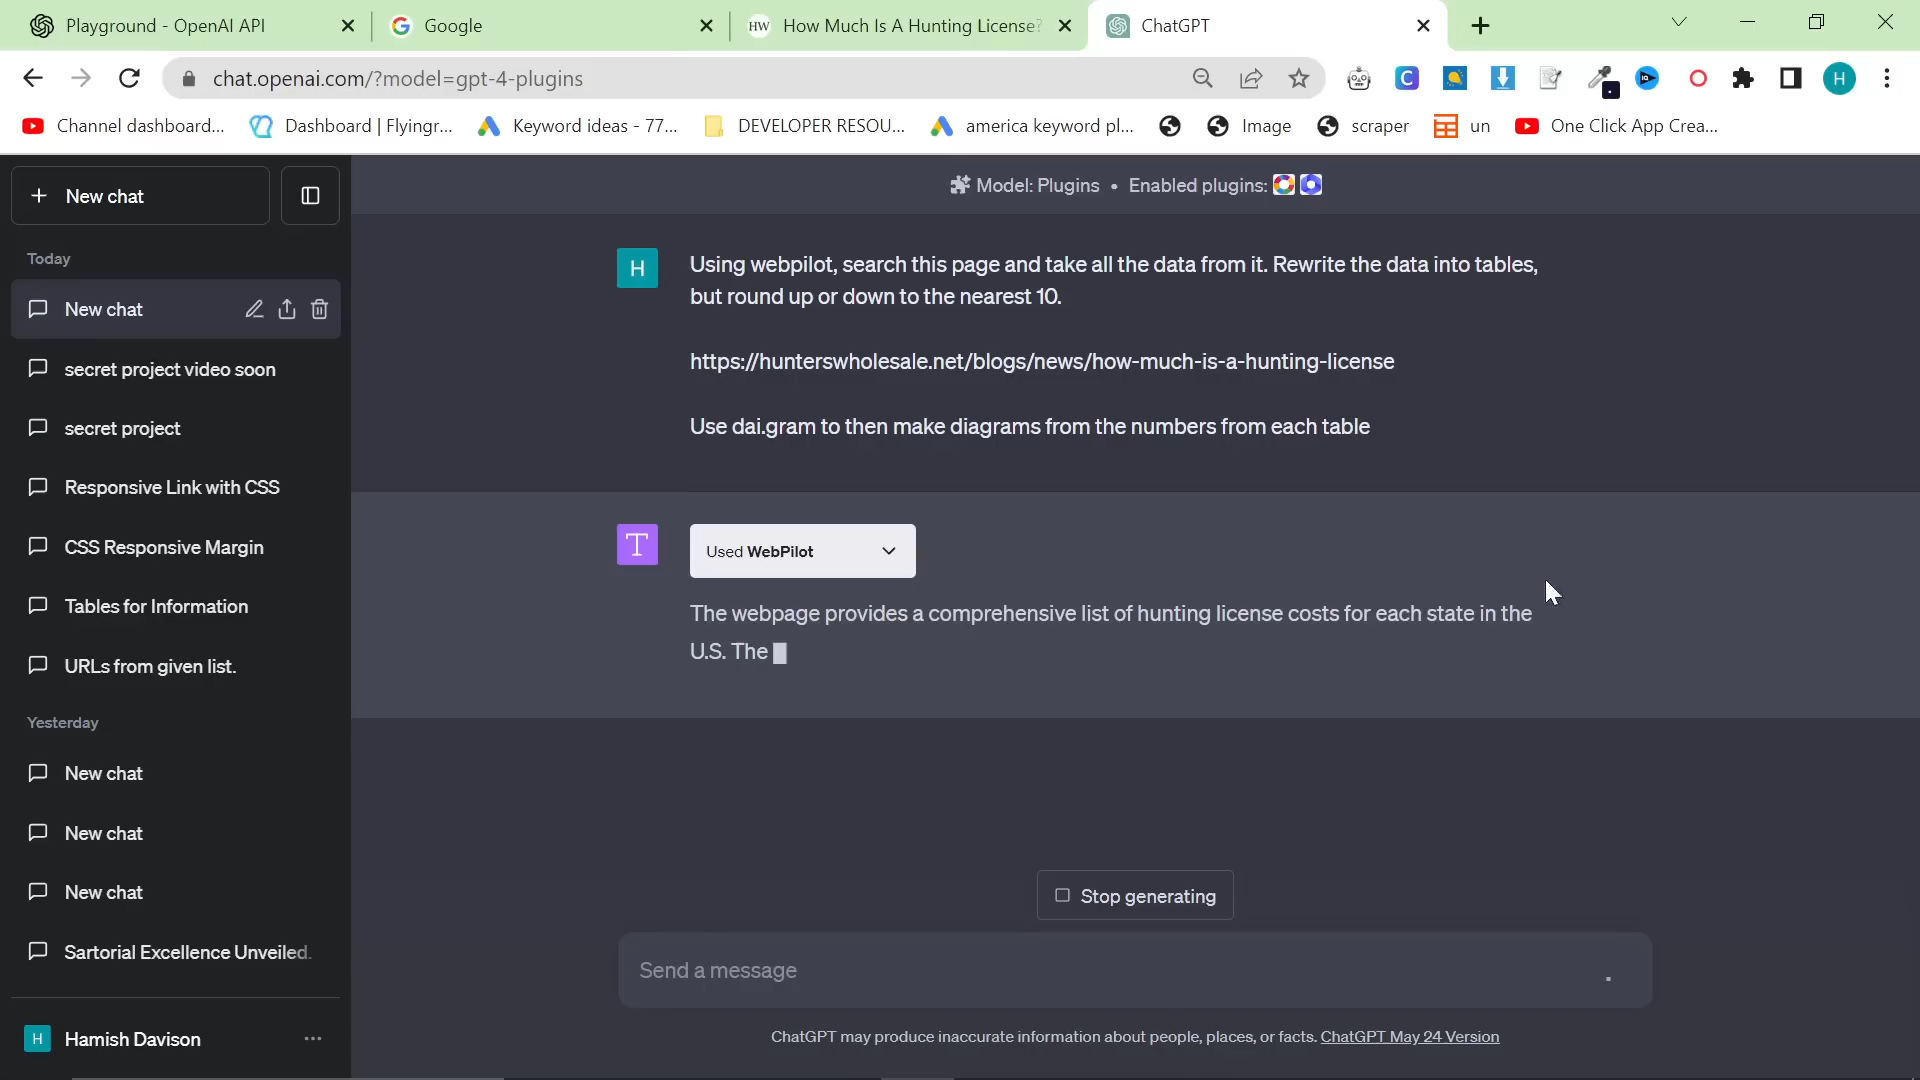 Playground - OpenAI API
Google
HW How Much Is A Hunting License?
ChatGPT
chat.openai.com/?model=gpt-4-plugins
C
IQ
H
Channel dashboard...
Dashboard | Flyingr...
Keyword ideas - 77...
DEVELOPER RESOU...
america keyword pl...
Image
scraper
un
One Click App Crea...
New chat
Today
New chat
secret project video soon
secret project
Responsive Link with CSS
CSS Responsive Margin
Tables for Information
URLs from given list.
Yesterday
New chat
New chat
New chat
Sartorial Excellence Unveiled.
H Hamish Davison
Model: Plugins • Enabled plugins:
H
Using webpilot, search this page and take all the data from it. Rewrite the data into tables,
but round up or down to the nearest 10.
https://hunterswholesale.net/blogs/news/how-much-is-a-hunting-license
Use dai.gram to then make diagrams from the numbers from each table
T
Used WebPilot
The webpage provides a comprehensive list of hunting license costs for each state in the
U.S. The
Stop generating
Send a message
ChatGPT may produce inaccurate information about people, places, or facts. ChatGPT May 24 Version